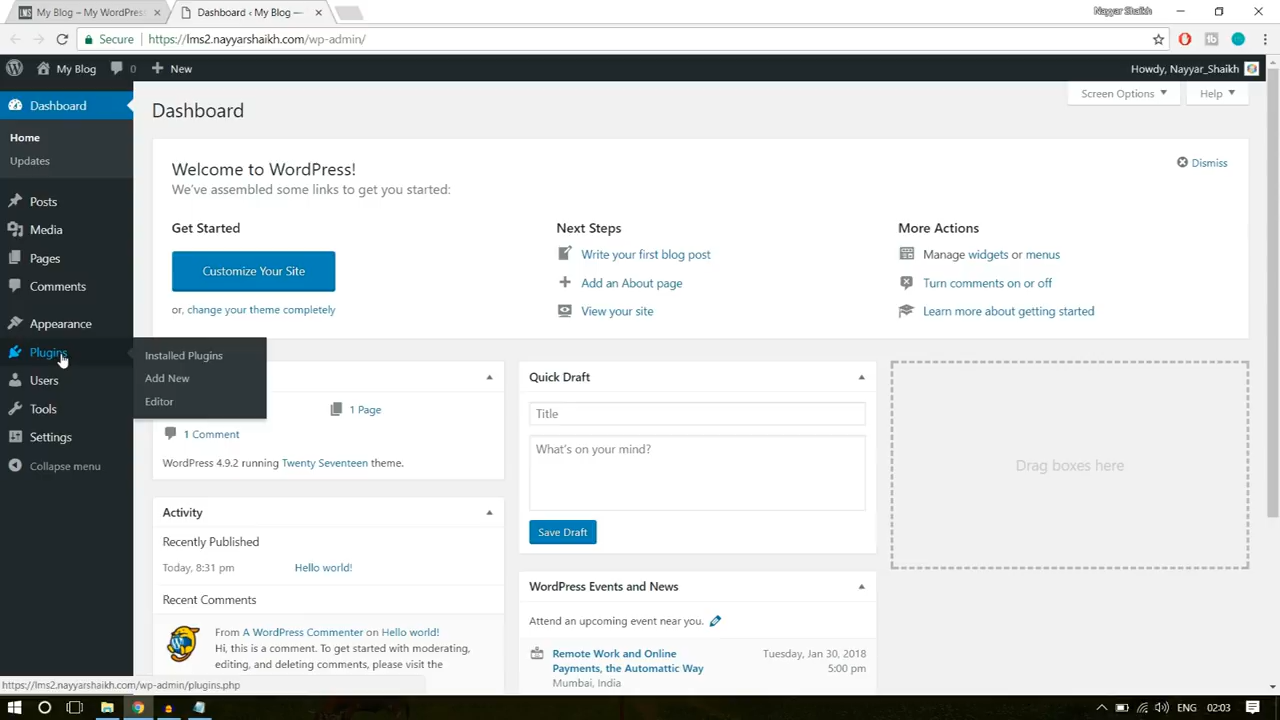 My Blog – My WordPress
Dashboard ‹ My Blog —
Nayyar Shaikh
Secure
https://lms2.nayyarshaikh.com/wp-admin/
My Blog
0
New
Howdy, Nayyar_Shaikh
Dashboard
Home
Updates
Posts
Media
Pages
Comments
Appearance
Plugins
Users
Tools
Settings
Collapse menu
Installed Plugins
Add New
Editor
Dashboard
Screen Options
Help
Welcome to WordPress!
We've assembled some links to get you started:
Dismiss
Get Started
Customize Your Site
or, change your theme completely
Next Steps
Write your first blog post
Add an About page
View your site
More Actions
Manage widgets or menus
Turn comments on or off
Learn more about getting started
1 Page
1 Comment
WordPress 4.9.2 running Twenty Seventeen theme.
Activity
Recently Published
Today, 8:31 pm
Hello world!
Recent Comments
From A WordPress Commenter on Hello world!
Hi, this is a comment. To get started with moderating,
editing, and deleting comments, please visit the
Quick Draft
Title
What's on your mind?
Save Draft
WordPress Events and News
Attend an upcoming event near you.
Remote Work and Online
Payments, the Automattic Way
Mumbai, India
Tuesday, Jan 30, 2018
5:00 pm
Drag boxes here
https://lms2.nayyarshaikh.com/wp-admin/plugins.php
ENG
02:03